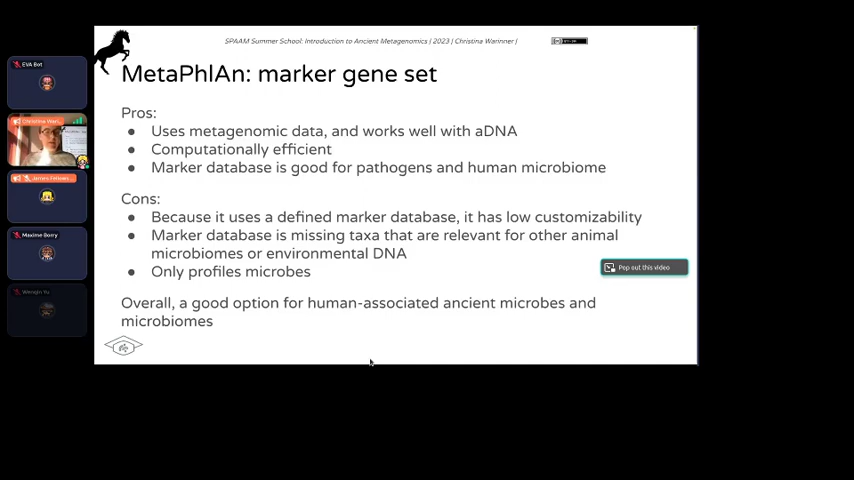 SPAAM Summer School: Introduction to Ancient Metagenomics | 2023 | Christina Warinner |
MetaPhlAn: marker gene set
Pros:
● Uses metagenomic data, and works well with aDNA
● Computationally efficient
● Marker database is good for pathogens and human microbiome
Cons:
● Because it uses a defined marker database, it has low customizability
● Marker database is missing taxa that are relevant for other animal
microbiomes or environmental DNA
● Only profiles microbes
Overall, a good option for human-associated ancient microbes and
microbiomes
EVA Bot
Christina Wari...
James Fellows...
Maxime Borry
Wenqin Yu
Pop out this video